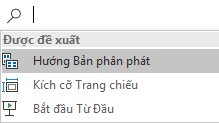 Được đề xuất
Hướng Bản phân phát
Kích cỡ Trang chiếu
Bắt đầu Từ Đầu